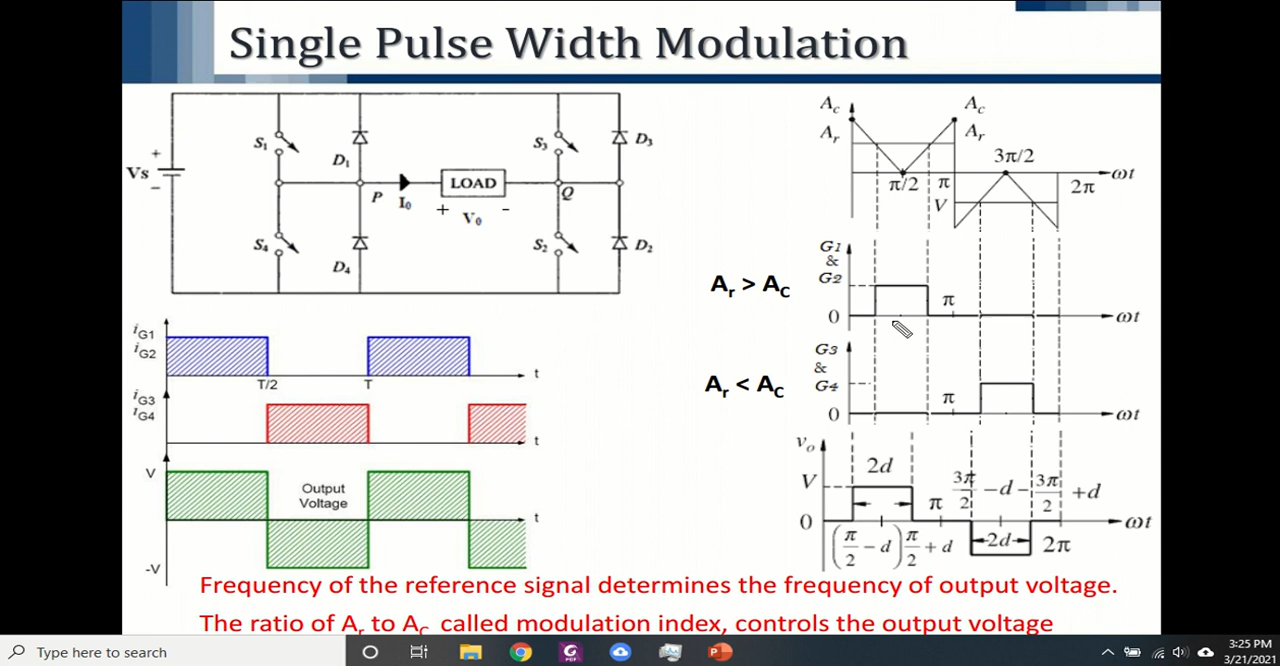 Single Pulse Width Modulation
S1
D1
S3
D3
+
Vs
-
P
I0
LOAD
Q
+ V0 -
S4
D4
S2
D2
iG1
iG2
T/2
T
t
iG3
iG4
t
V
Output
Voltage
t
-V
Ac
Ac
Ar
Ar
3π/2
ωt
π/2
π
2π
V
G1
&
G2
Ar > AC
π
0
ωt
G3
&
G4
Ar < AC
π
0
ωt
vo
2d
V
π
3π/2 - d
3π/2 + d
0
ωt
(π/2 - d)
π/2 + d
2d
2π
Frequency of the reference signal determines the frequency of output voltage.
The ratio of Ar to AC called modulation index, controls the output voltage
Type here to search
3:25 PM
3/21/2021